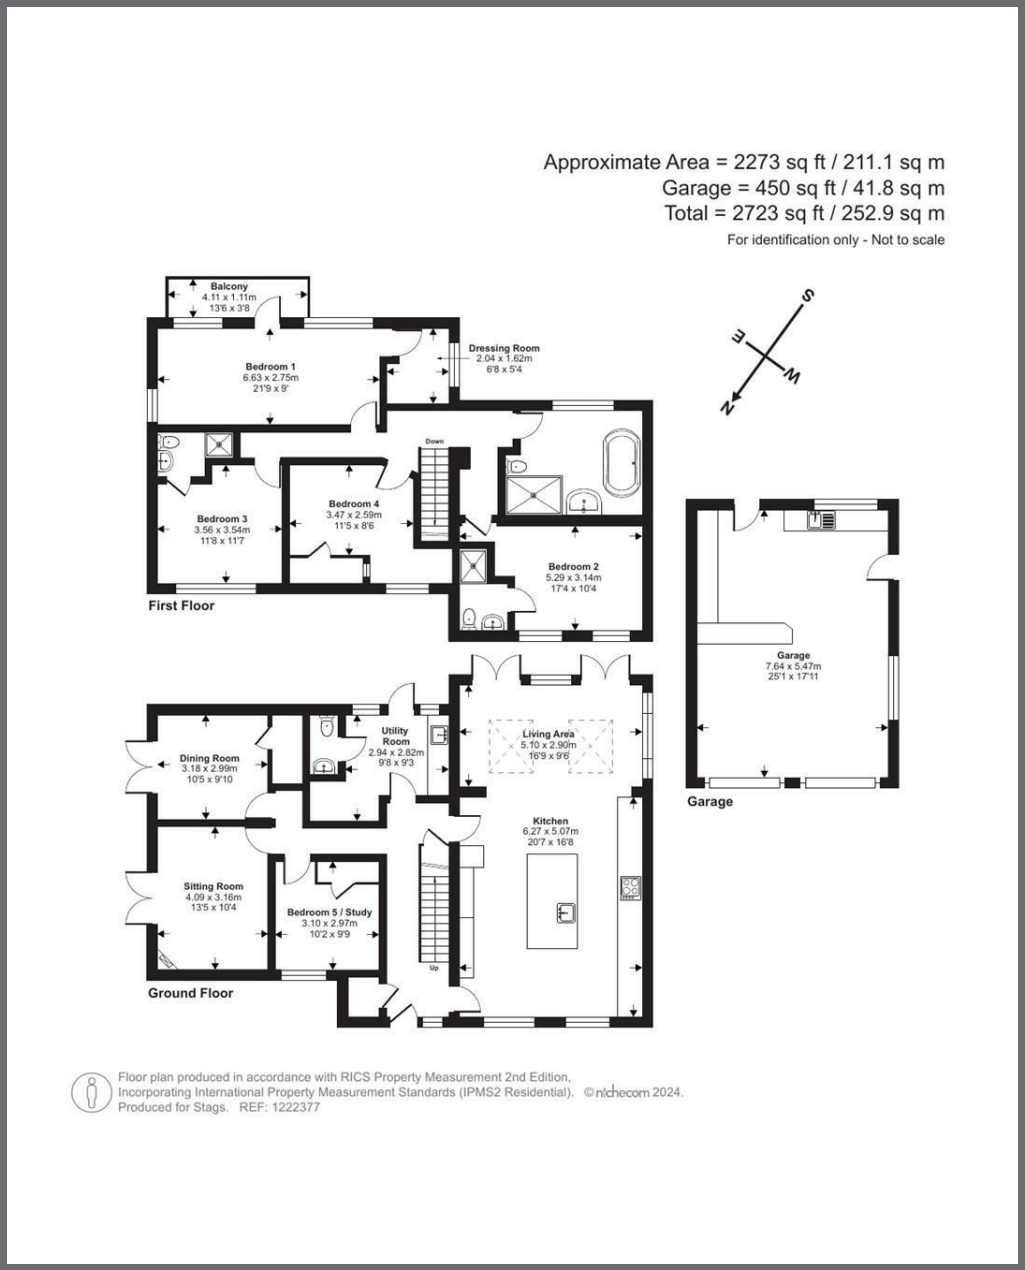 Approximate Area = 2273 sq ft / 211.1 sq m
Garage = 450 sq ft / 41.8 sq m
Total = 2723 sq ft / 252.9 sq m
For identification only - Not to scale
S
E
W
N
Balcony
4.11 x 1.11m
13'6 x 3'8
Bedroom 1
6.63 x 2.75m
21'9 x 9'
Dressing Room
2.04 x 1.62m
6'8 x 5'4
Down
Bedroom 3
3.56 x 3.54m
11'8 x 11'7
Bedroom 4
3.47 x 2.59m
11'5 x 8'6
Bedroom 2
5.29 x 3.14m
17'4 x 10'4
First Floor
Garage
7.64 x 5.47m
25'1 x 17'11
Garage
Dining Room
3.18 x 2.99m
10'5 x 9'10
Utility
Room
2.94 x 2.82m
9'8 x 9'3
Living Area
5.10 x 2.90m
16'9 x 9'6
Kitchen
6.27 x 5.07m
20'7 x 16'8
Sitting Room
4.09 x 3.16m
13'5 x 10'4
Bedroom 5 / Study
3.10 x 2.97m
10'2 x 9'9
Up
Ground Floor
Floor plan produced in accordance with RICS Property Measurement 2nd Edition,
Incorporating International Property Measurement Standards (IPMS2 Residential). © nichecom 2024.
Produced for Stags. REF: 1222377